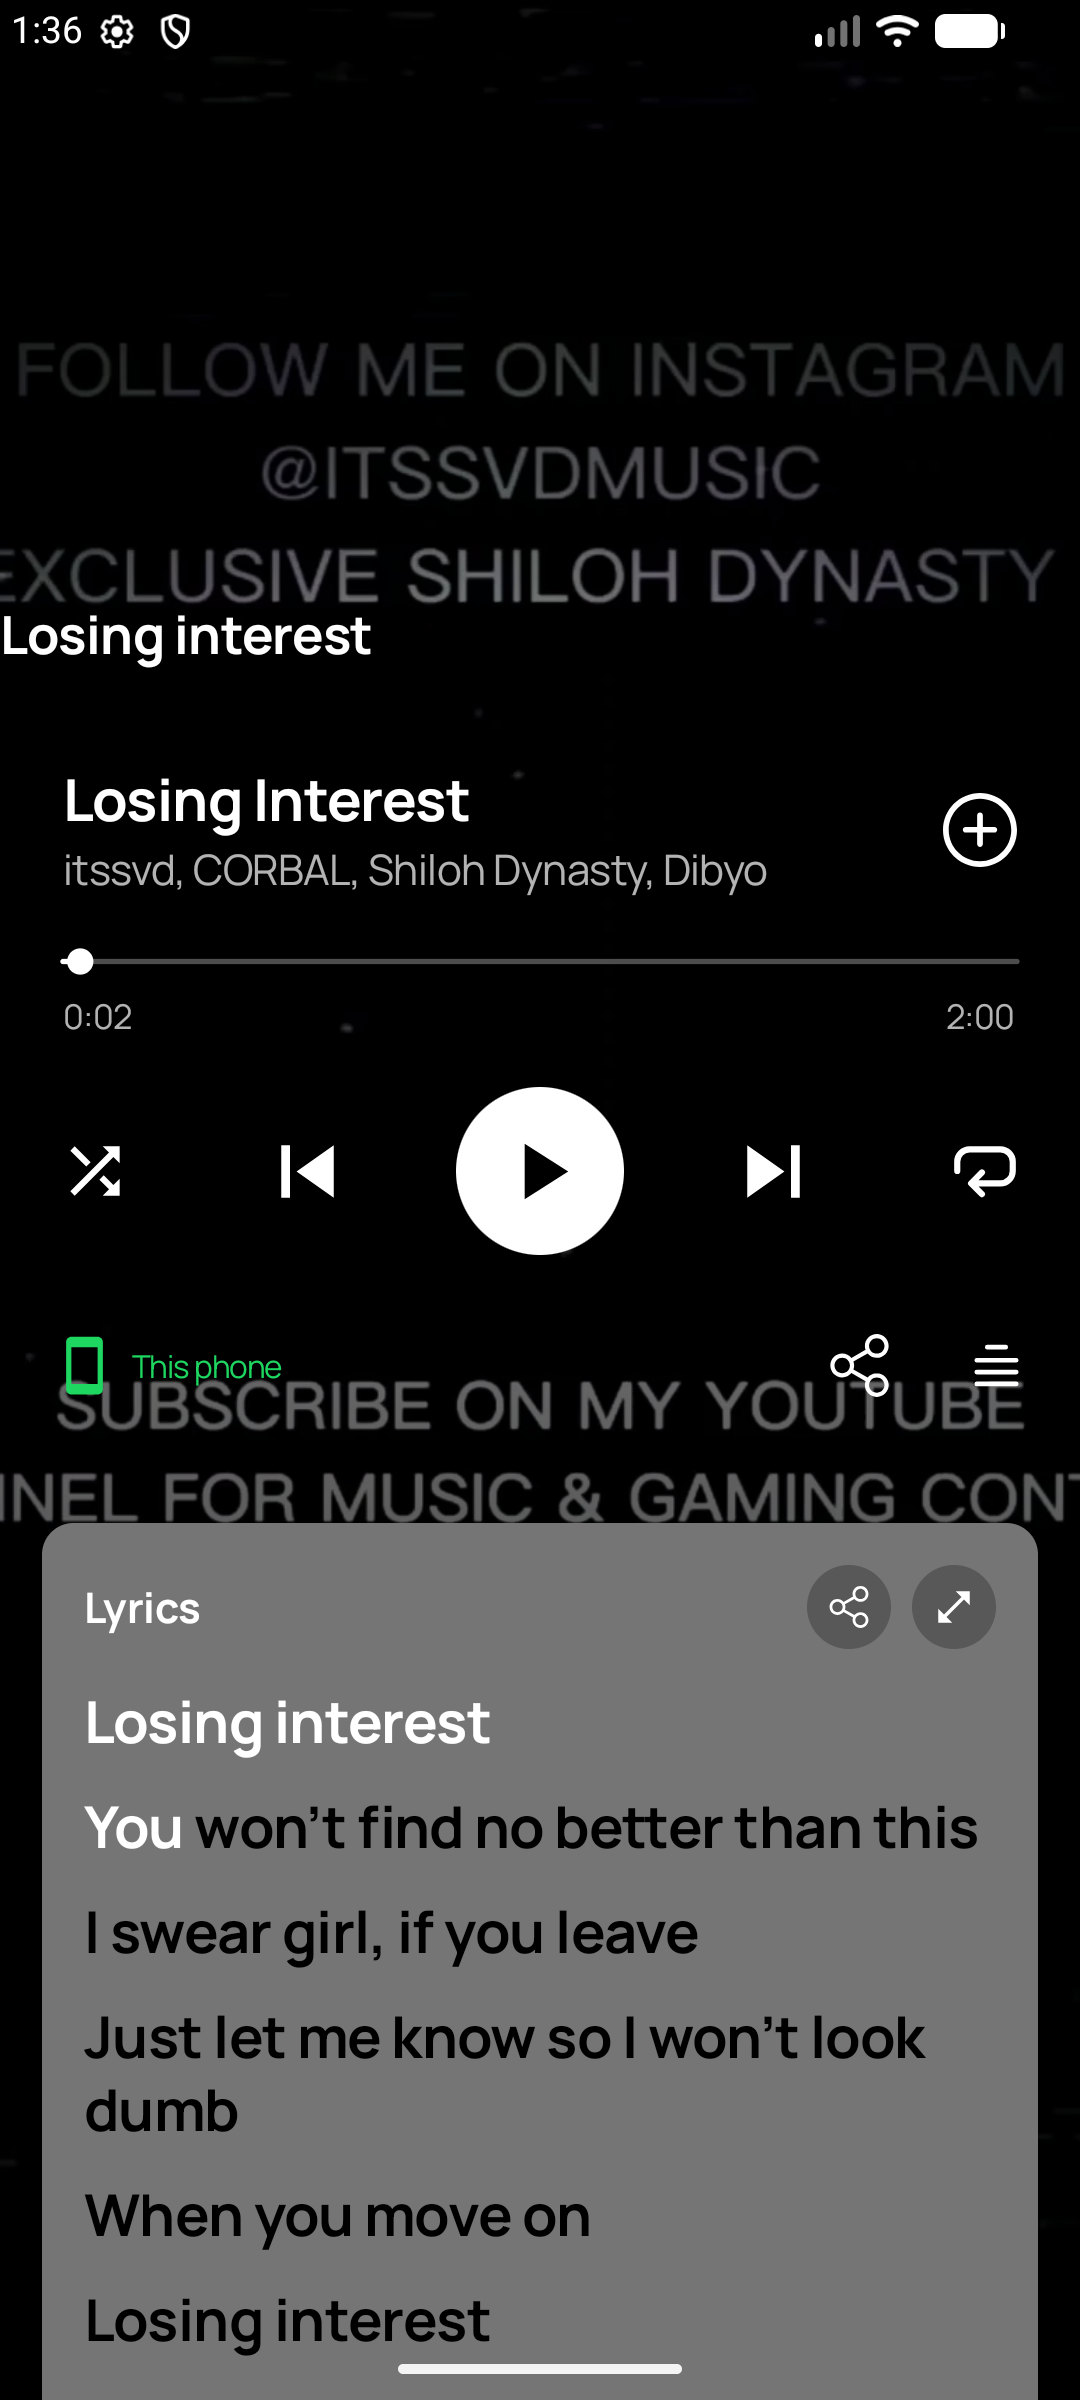 1:36
FOLLOW ME ON INSTAGRAM
@ITSSVDMUSIC
EXCLUSIVE SHILOH DYNASTY
Losing interest
Losing Interest
itssvd, CORBAL, Shiloh Dynasty, Dibyo
0:02
2:00
This phone
SUBSCRIBE ON MY YOUTUBE
NNEL FOR MUSIC & GAMING CONT
Lyrics
Losing interest
You won't find no better than this
I swear girl, if you leave
Just let me know so I won't look
dumb
When you move on
Losing interest